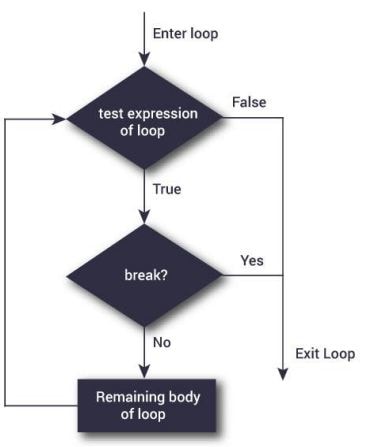 Enter loop
test expression
of loop
False
True
break?
Yes
No
Exit Loop
Remaining body
of loop